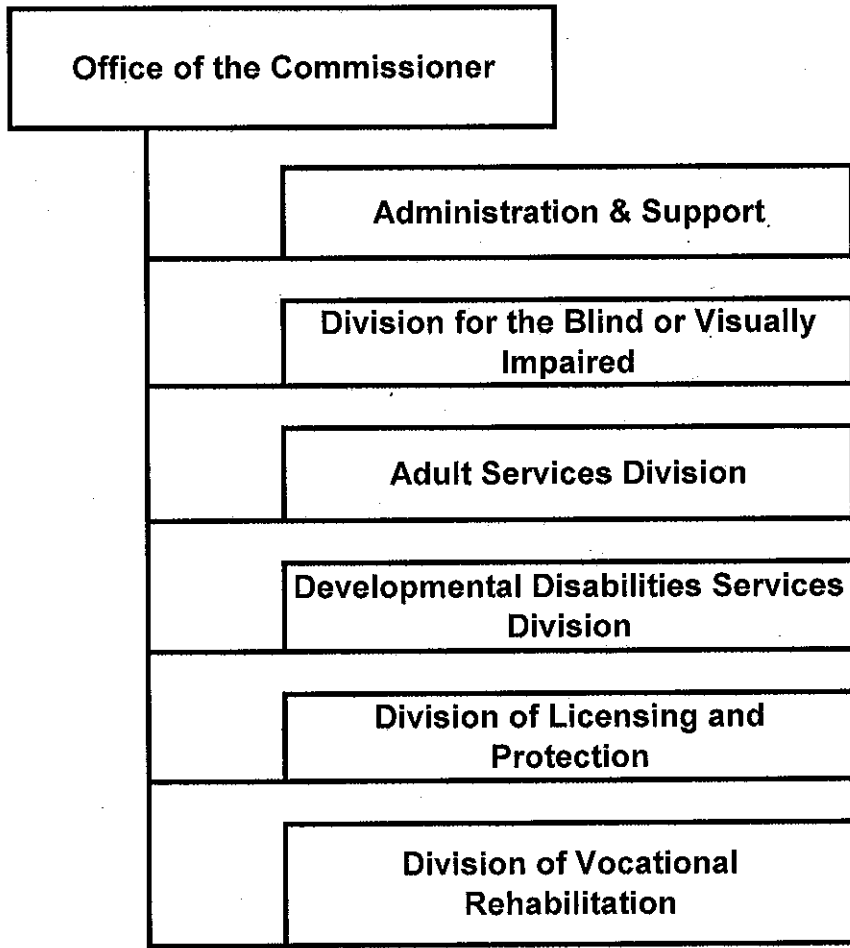 Office of the Commissioner
Administration & Support
Division for the Blind or Visually
Impaired
Adult Services Division
Developmental Disabilities Services
Division
Division of Licensing and
Protection
Division of Vocational
Rehabilitation